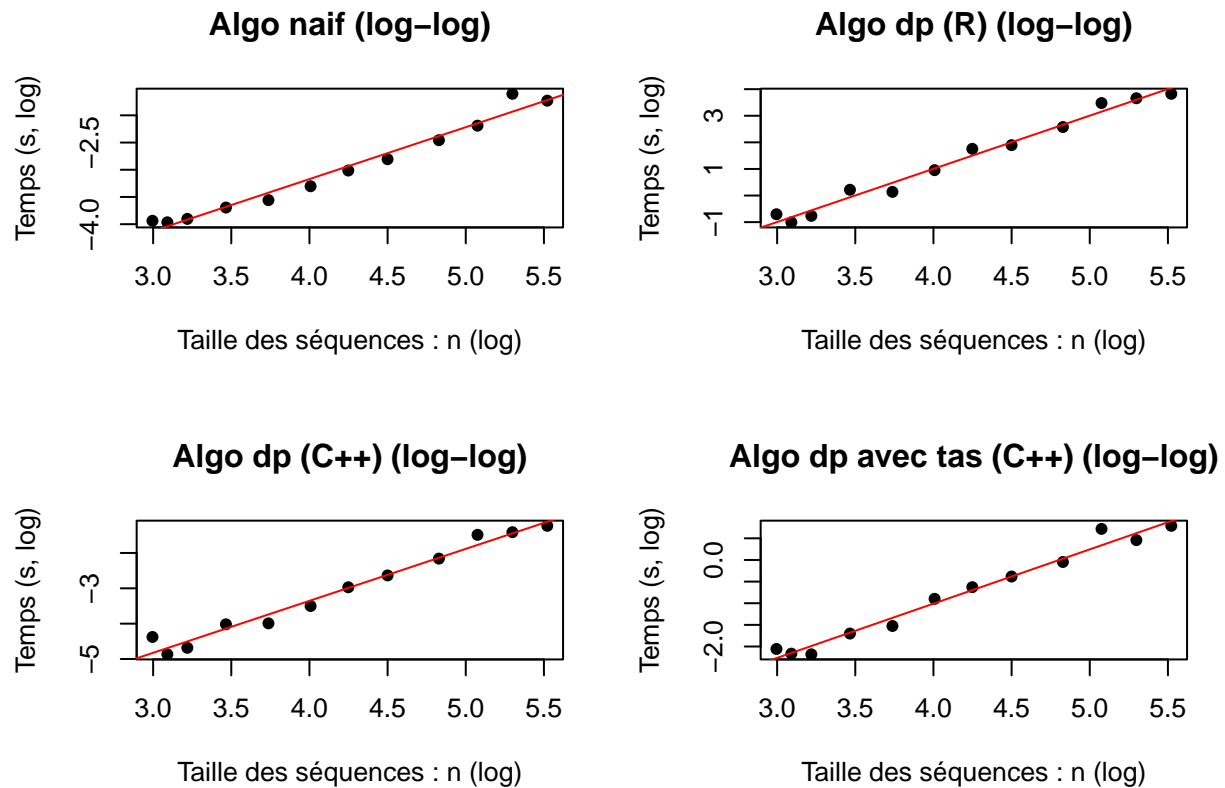 Algo naif (log−log)
Temps (s, log)
−2.5
−4.0
3.0 3.5 4.0 4.5 5.0 5.5
Taille des séquences : n (log)
Algo dp (R) (log−log)
Temps (s, log)
3
1
−1
3.0 3.5 4.0 4.5 5.0 5.5
Taille des séquences : n (log)
Algo dp (C++) (log−log)
Temps (s, log)
−3
−5
3.0 3.5 4.0 4.5 5.0 5.5
Taille des séquences : n (log)
Algo dp avec tas (C++) (log−log)
Temps (s, log)
0.0
−2.0
3.0 3.5 4.0 4.5 5.0 5.5
Taille des séquences : n (log)